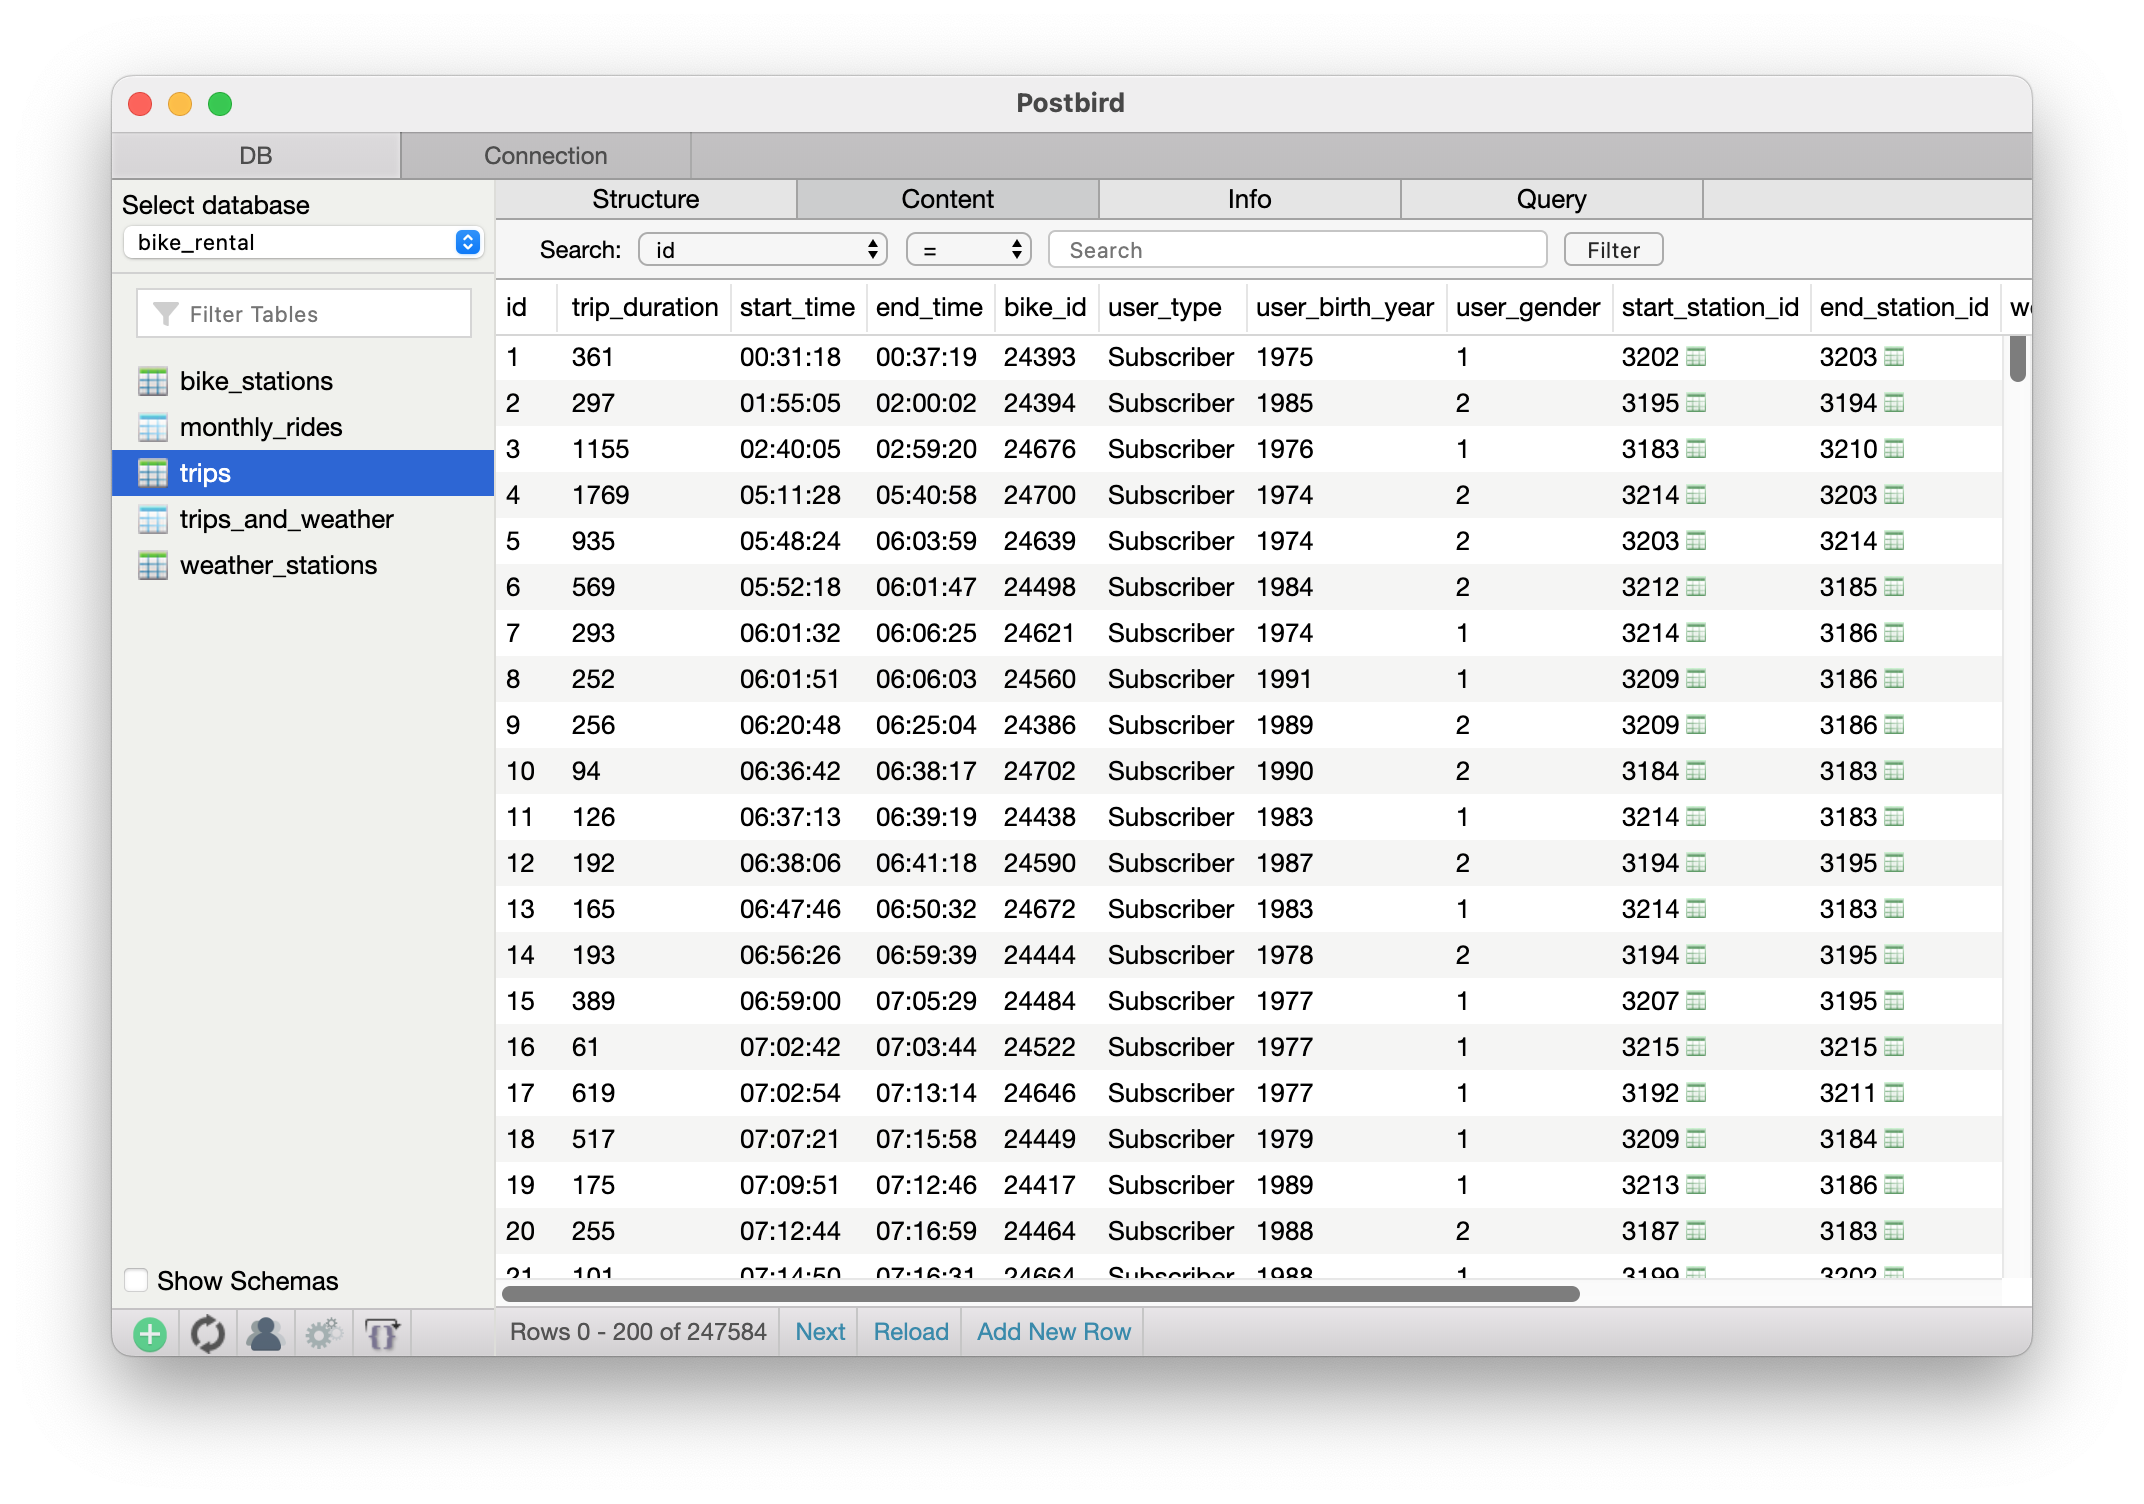 Postbird
DB Connection
Select database
bike_rental
Filter Tables
bike_stations
monthly_rides
trips
trips_and_weather
weather_stations
Show Schemas
Structure Content Info Query
Search: id = Search Filter
id trip_duration start_time end_time bike_id user_type user_birth_year user_gender start_station_id end_station_id
1 361 00:31:18 00:37:19 24393 Subscriber 1975 1 3202 3203
2 297 01:55:05 02:00:02 24394 Subscriber 1985 2 3195 3194
3 1155 02:40:05 02:59:20 24676 Subscriber 1976 1 3183 3210
4 1769 05:11:28 05:40:58 24700 Subscriber 1974 2 3214 3203
5 935 05:48:24 06:03:59 24639 Subscriber 1974 2 3203 3214
6 569 05:52:18 06:01:47 24498 Subscriber 1984 2 3212 3185
7 293 06:01:32 06:06:25 24621 Subscriber 1974 1 3214 3186
8 252 06:01:51 06:06:03 24560 Subscriber 1991 1 3209 3186
9 256 06:20:48 06:25:04 24386 Subscriber 1989 2 3209 3186
10 94 06:36:42 06:38:17 24702 Subscriber 1990 2 3184 3183
11 126 06:37:13 06:39:19 24438 Subscriber 1983 1 3214 3183
12 192 06:38:06 06:41:18 24590 Subscriber 1987 2 3194 3195
13 165 06:47:46 06:50:32 24672 Subscriber 1983 1 3214 3183
14 193 06:56:26 06:59:39 24444 Subscriber 1978 2 3194 3195
15 389 06:59:00 07:05:29 24484 Subscriber 1977 1 3207 3195
16 61 07:02:42 07:03:44 24522 Subscriber 1977 1 3215 3215
17 619 07:02:54 07:13:14 24646 Subscriber 1977 1 3192 3211
18 517 07:07:21 07:15:58 24449 Subscriber 1979 1 3209 3184
19 175 07:09:51 07:12:46 24417 Subscriber 1989 1 3213 3186
20 255 07:12:44 07:16:59 24464 Subscriber 1988 2 3187 3183
21 101 07:14:50 07:16:31 24664 Subscriber 1988 1 3199 3202
Rows 0 - 200 of 247584 Next Reload Add New Row